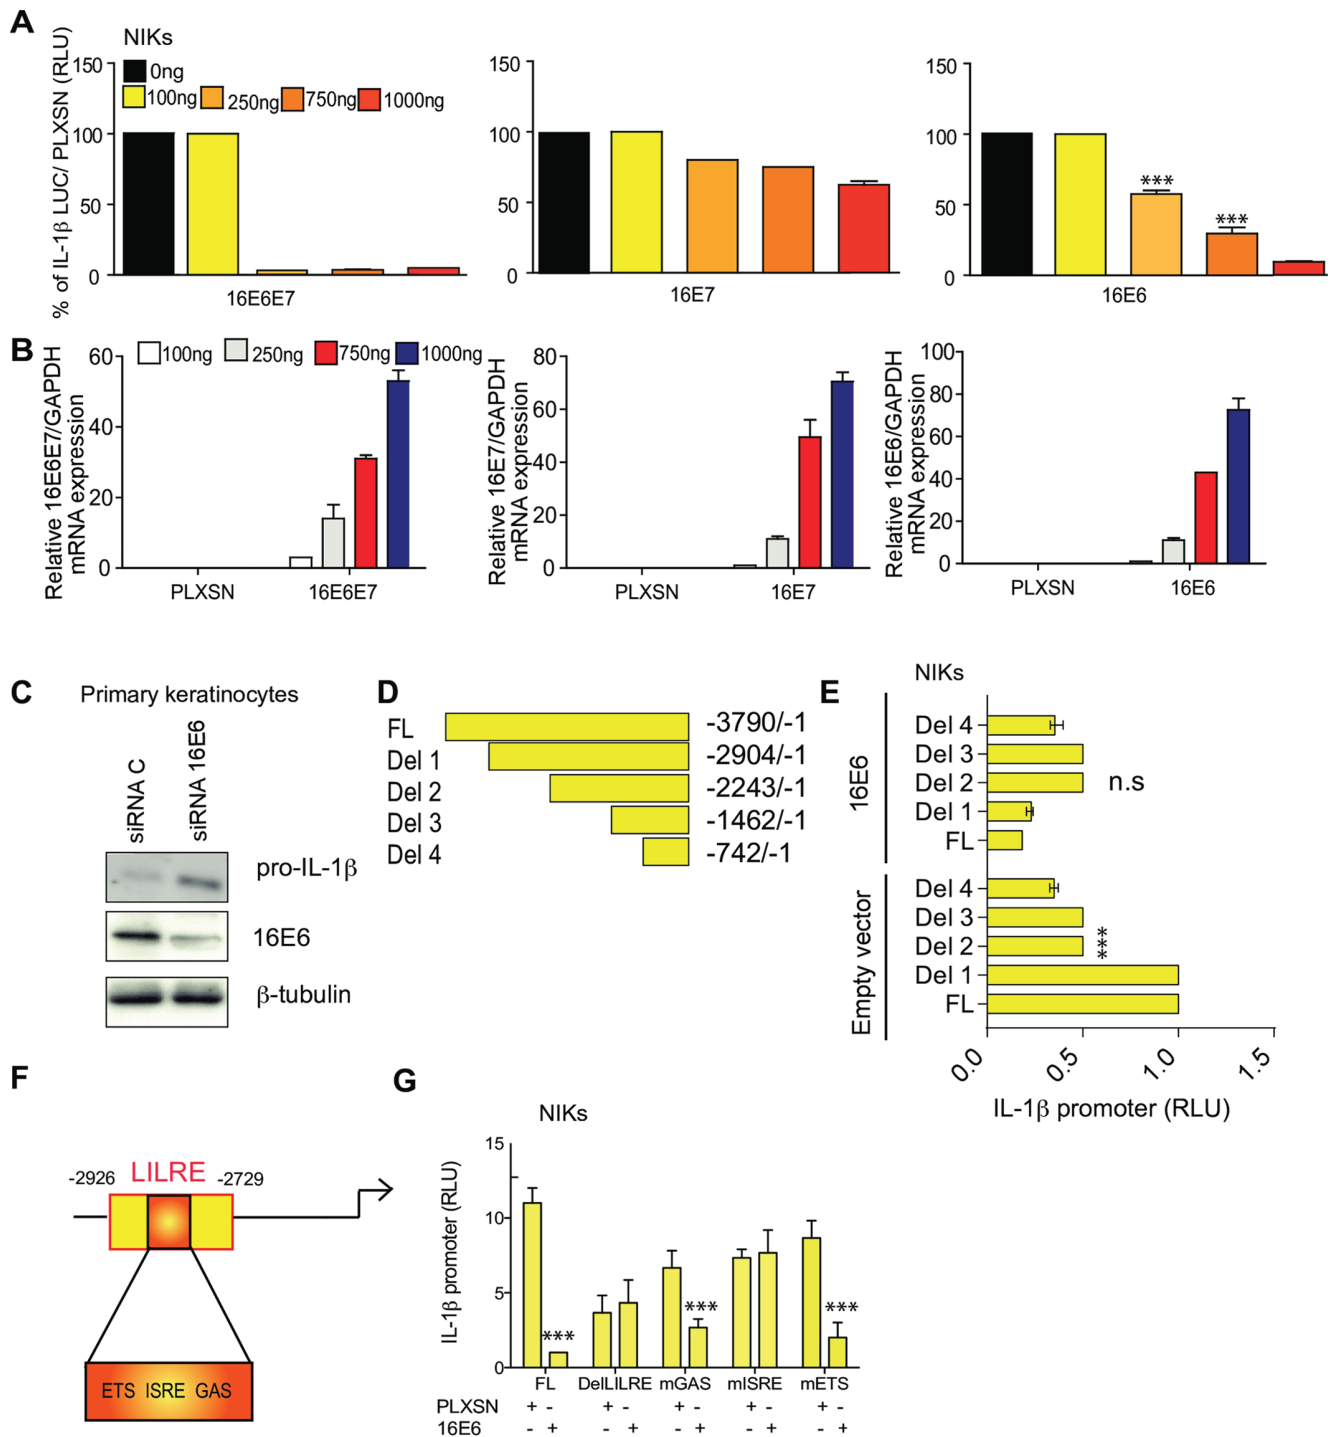 A
NIKs
0ng
100ng 250ng 750ng 1000ng
% of IL-1β LUC/ PLXSN (RLU)
150
100
50
0
16E6E7
150
100
50
0
16E7
150
100
50
0
***
***
16E6
B
100ng 250ng 750ng 1000ng
Relative 16E6E7/GAPDH
mRNA expression
60
40
20
0
PLXSN 16E6E7
Relative 16E7/GAPDH
mRNA expression
80
60
40
20
0
PLXSN 16E7
Relative 16E6/GAPDH
mRNA expression
100
80
60
40
20
0
PLXSN 16E6
C
Primary keratinocytes
siRNA C
siRNA 16E6
pro-IL-1β
16E6
β-tubulin
D
FL -3790/-1
Del 1 -2904/-1
Del 2 -2243/-1
Del 3 -1462/-1
Del 4 -742/-1
E
NIKs
16E6
Del 4
Del 3
Del 2 n.s
Del 1
FL
Empty vector
Del 4
Del 3
Del 2 ***
Del 1
FL
0.0 0.5 1.0 1.5
IL-1β promoter (RLU)
F
-2926 LILRE -2729
ETS ISRE GAS
G
NIKs
IL-1β promoter (RLU)
15
10
5
0
***
***
***
FL DelLILRE mGAS mISRE mETS
PLXSN + - + - + - + - + -
16E6 - + - + - + - + - +